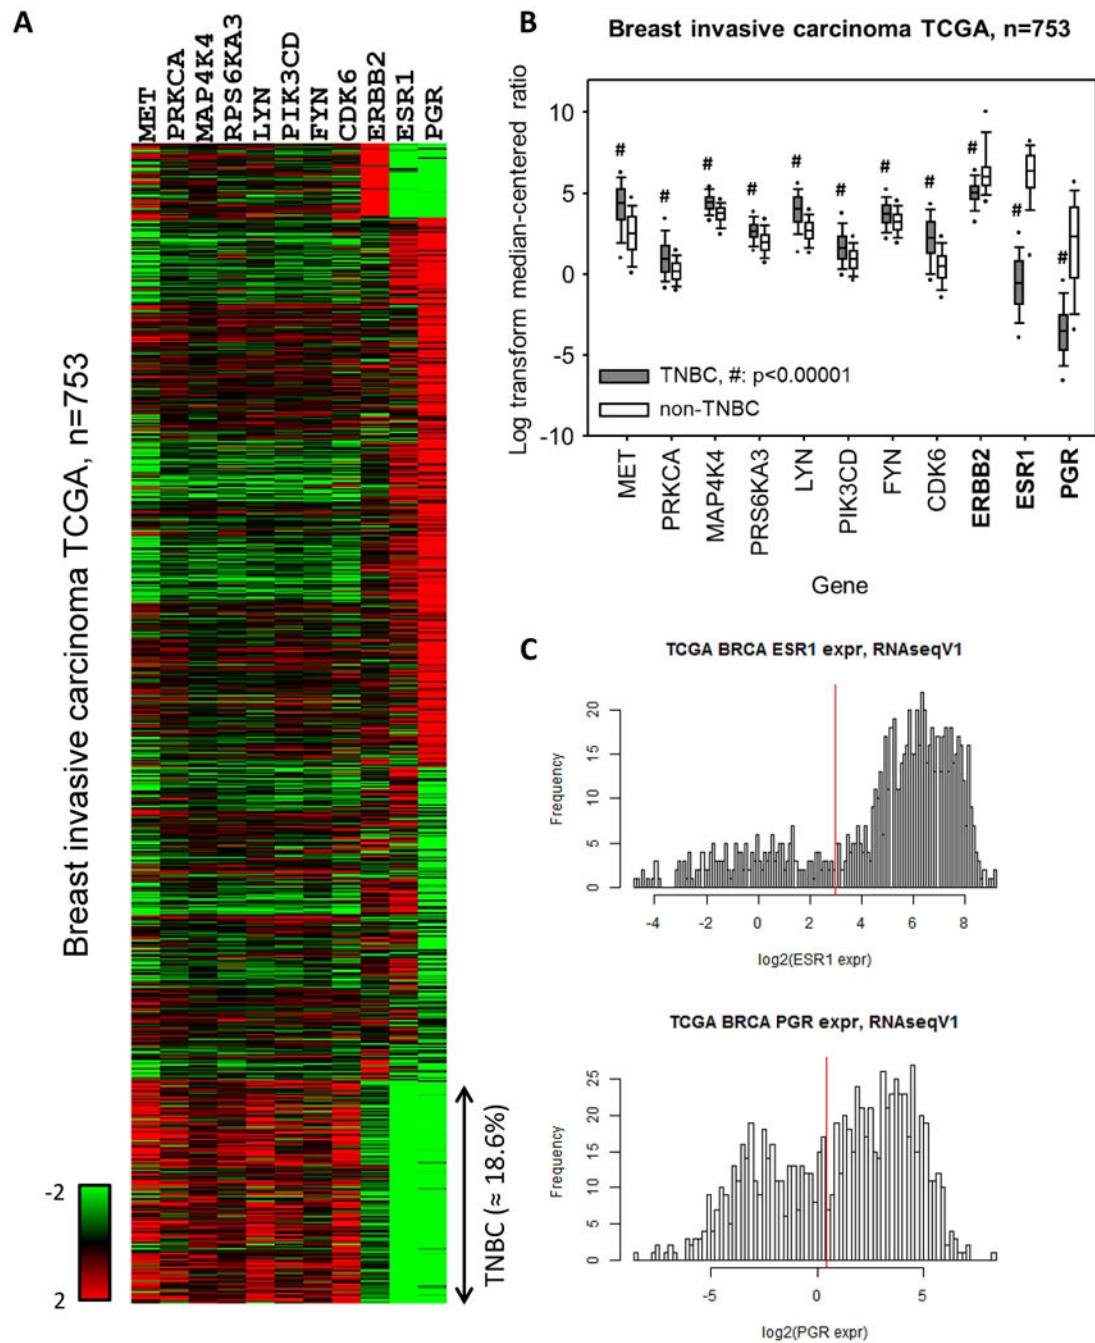 A
MET
PRKCA
MAP4K4
RPS6KA3
LYN
PIK3CD
FYN
CDK6
ERBB2
ESR1
PGR
Breast invasive carcinoma TCGA, n=753
TNBC (≈ 18.6%)
-2
2
B
Breast invasive carcinoma TCGA, n=753
Log transform median-centered ratio
10
5
0
-5
-10
# # # # # # # # # # #
TNBC, #: p<0.00001
non-TNBC
MET
PRKCA
MAP4K4
PRS6KA3
LYN
PIK3CD
FYN
CDK6
ERBB2
ESR1
PGR
Gene
C
TCGA BRCA ESR1 expr, RNAseqV1
Frequency
20
15
10
5
0
-4 -2 0 2 4 6 8
log2(ESR1 expr)
TCGA BRCA PGR expr, RNAseqV1
Frequency
25
20
15
10
5
0
-5 0 5
log2(PGR expr)